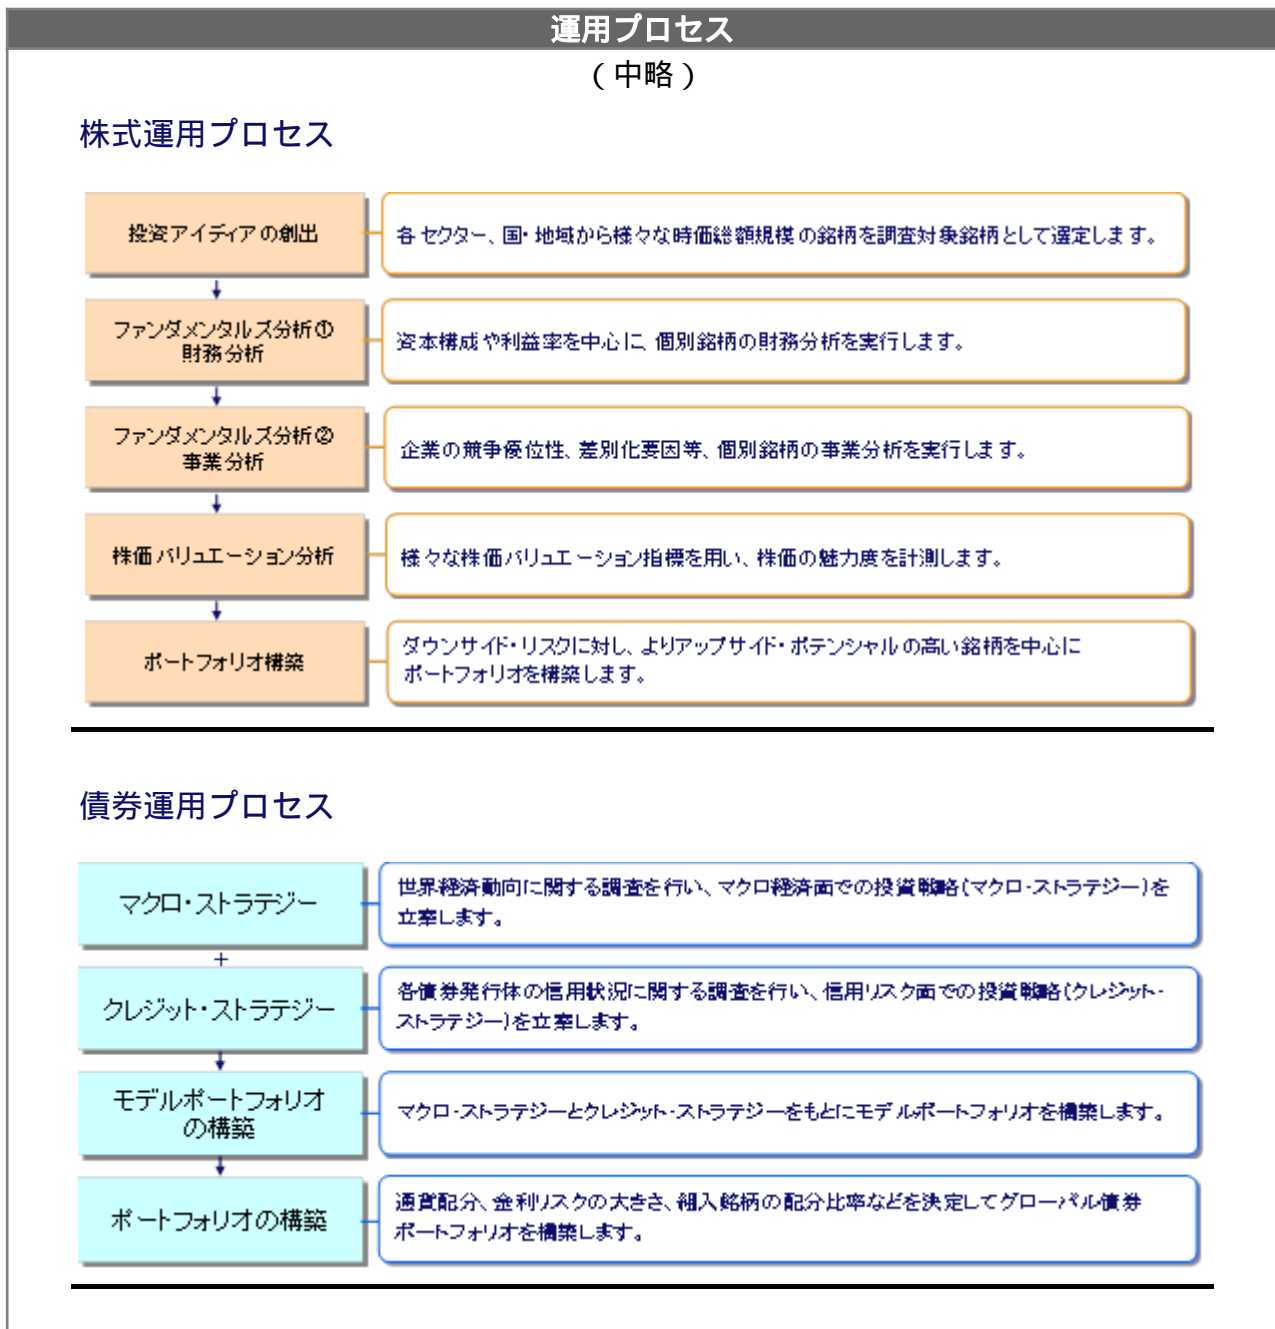 運用プロセス
（中略）
株式運用プロセス
投資アイディアの創出
各セクター、国・地域から様々な時価総額規模の銘柄を調査対象銘柄として選定します。
ファンダメンタルズ分析①
財務分析
資本構成や利益率を中心に、個別銘柄の財務分析を実行します。
ファンダメンタルズ分析②
事業分析
企業の競争優位性、差別化要因等、個別銘柄の事業分析を実行します。
株価バリュエーション分析
様々な株価バリュエーション指標を用い、株価の魅力度を計測します。
ポートフォリオ構築
ダウンサイド・リスクに対し、よりアップサイド・ポテンシャルの高い銘柄を中心に
ポートフォリオを構築します。
債券運用プロセス
マクロ・ストラテジー
世界経済動向に関する調査を行い、マクロ経済面での投資戦略(マクロ・ストラテジー)を
立案します。
+
クレジット・ストラテジー
各債券発行体の信用状況に関する調査を行い、信用リスク面での投資戦略(クレジット・
ストラテジー)を立案します。
モデルポートフォリオ
の構築
マクロ・ストラテジーとクレジット・ストラテジーをもとにモデルポートフォリオを構築します。
ポートフォリオの構築
通貨配分、金利リスクの大きさ、組入銘柄の配分比率などを決定してグローバル債券
ポートフォリオを構築します。